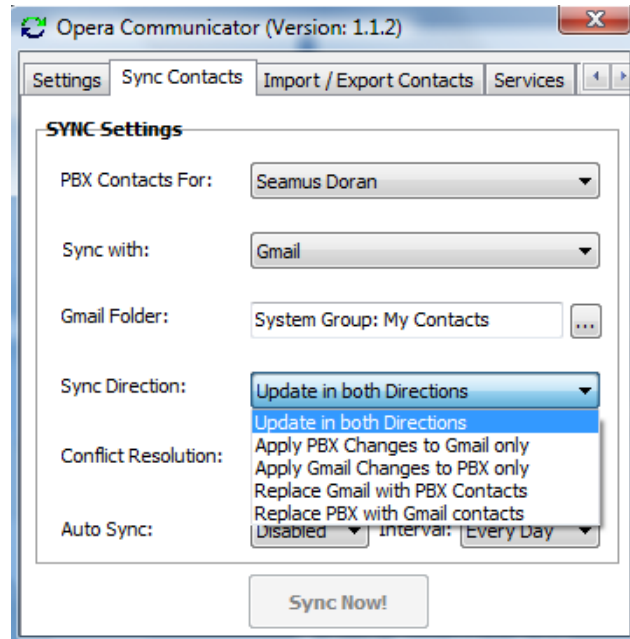 Opera Communicator (Version: 1.1.2)
Settings Sync Contacts Import / Export Contacts Services
SYNC Settings
PBX Contacts For: Seamus Doran
Sync with: Gmail
Gmail Folder: System Group: My Contacts ...
Sync Direction: Update in both Directions
Update in both Directions
Apply PBX Changes to Gmail only
Conflict Resolution: Apply Gmail Changes to PBX only
Replace Gmail with PBX Contacts
Replace PBX with Gmail contacts
Auto Sync: Disabled Interval: Every Day
Sync Now!